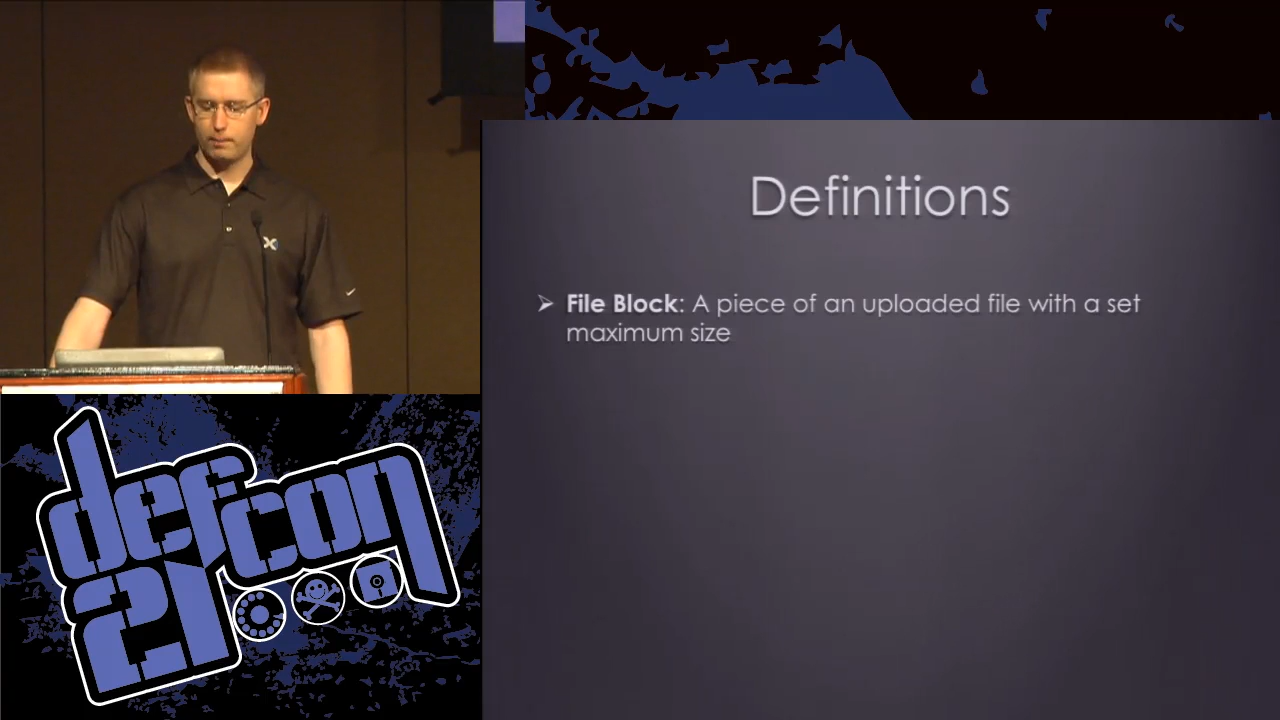 Definitions
➢ File Block: A piece of an uploaded file with a set
maximum size
defcon
21